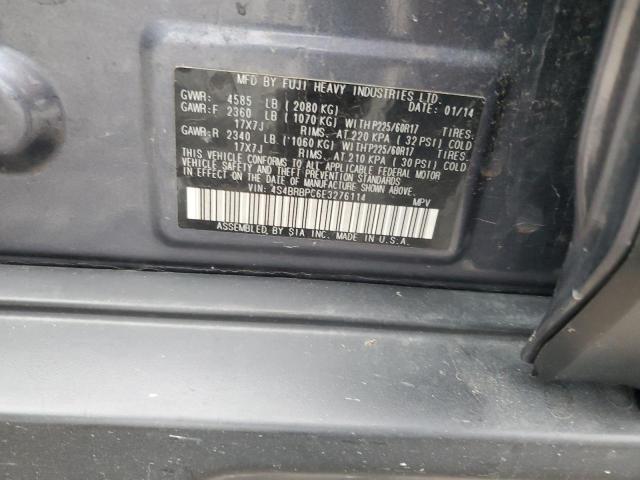 MFD BY FUJI HEAVY INDUSTRIES LTD.
GVWR: 4585 LB (2080 KG) DATE: 01/14
GAWR:F 2360 LB (1070 KG) WITH P225/60R17 TIRES.
17X7J RIMS. AT 220 KPA (32 PSI) COLD
GAWR:R 2340 LB (1060 KG) WITH P225/60R17 TIRES.
17X7J RIMS. AT 210 KPA (30 PSI) COLD
THIS VEHICLE CONFORMS TO ALL APPLICABLE FEDERAL MOTOR
VEHICLE SAFETY AND THEFT PREVENTION STANDARDS
IN EFFECT ON THE DATE OF MANUFACTURE SHOWN ABOVE.
VIN: 4S4BRBPC6E3276114 MPV
ASSEMBLED BY SIA INC. MADE IN U.S.A.